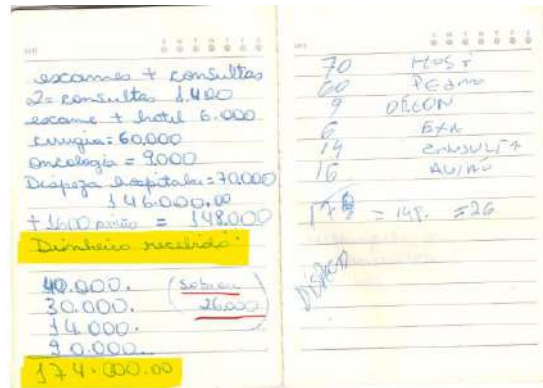 exames + consultas
2= consultas 1.400
exame + hotel 6.000
cirugia: 60,000
oncologia = 9,000
Despeza hospitalar = 70,000
146.000,00
+ 1600 avião = 148,000
Dinheiro recebido
40.000.
30.000.
14.000.
90.000.
174.000.00
sobrou
26,000
70
60
9
6
14 CONSULTA
16
= 148. = 26